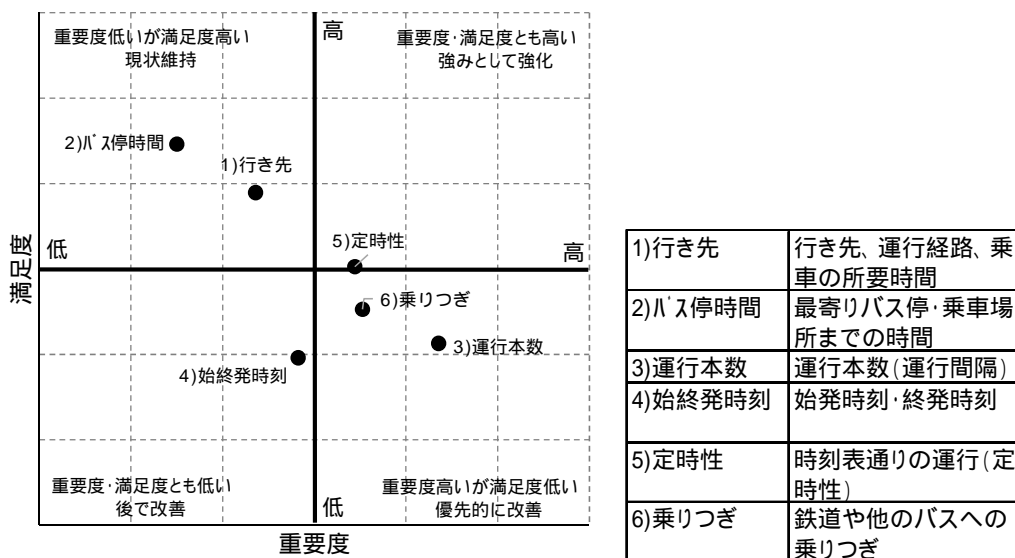 重要度低いが満足度高い
現状維持
高
重要度・満足度とも高い
強みとして強化
2)バス停時間
1)行き先
満足度
低
5)定時性
高
6)乗りつぎ
3)運行本数
4)始終発時刻
重要度・満足度とも低い
後で改善
低
重要度高いが満足度低い
優先的に改善
重要度
1)行き先
行き先、運行経路、乗
車の所要時間
2)バス停時間
最寄りバス停・乗車場
所までの時間
3)運行本数
運行本数(運行間隔)
4)始終発時刻
始発時刻・終発時刻
5)定時性
時刻表通りの運行(定
時性)
6)乗りつぎ
鉄道や他のバスへの
乗りつぎ